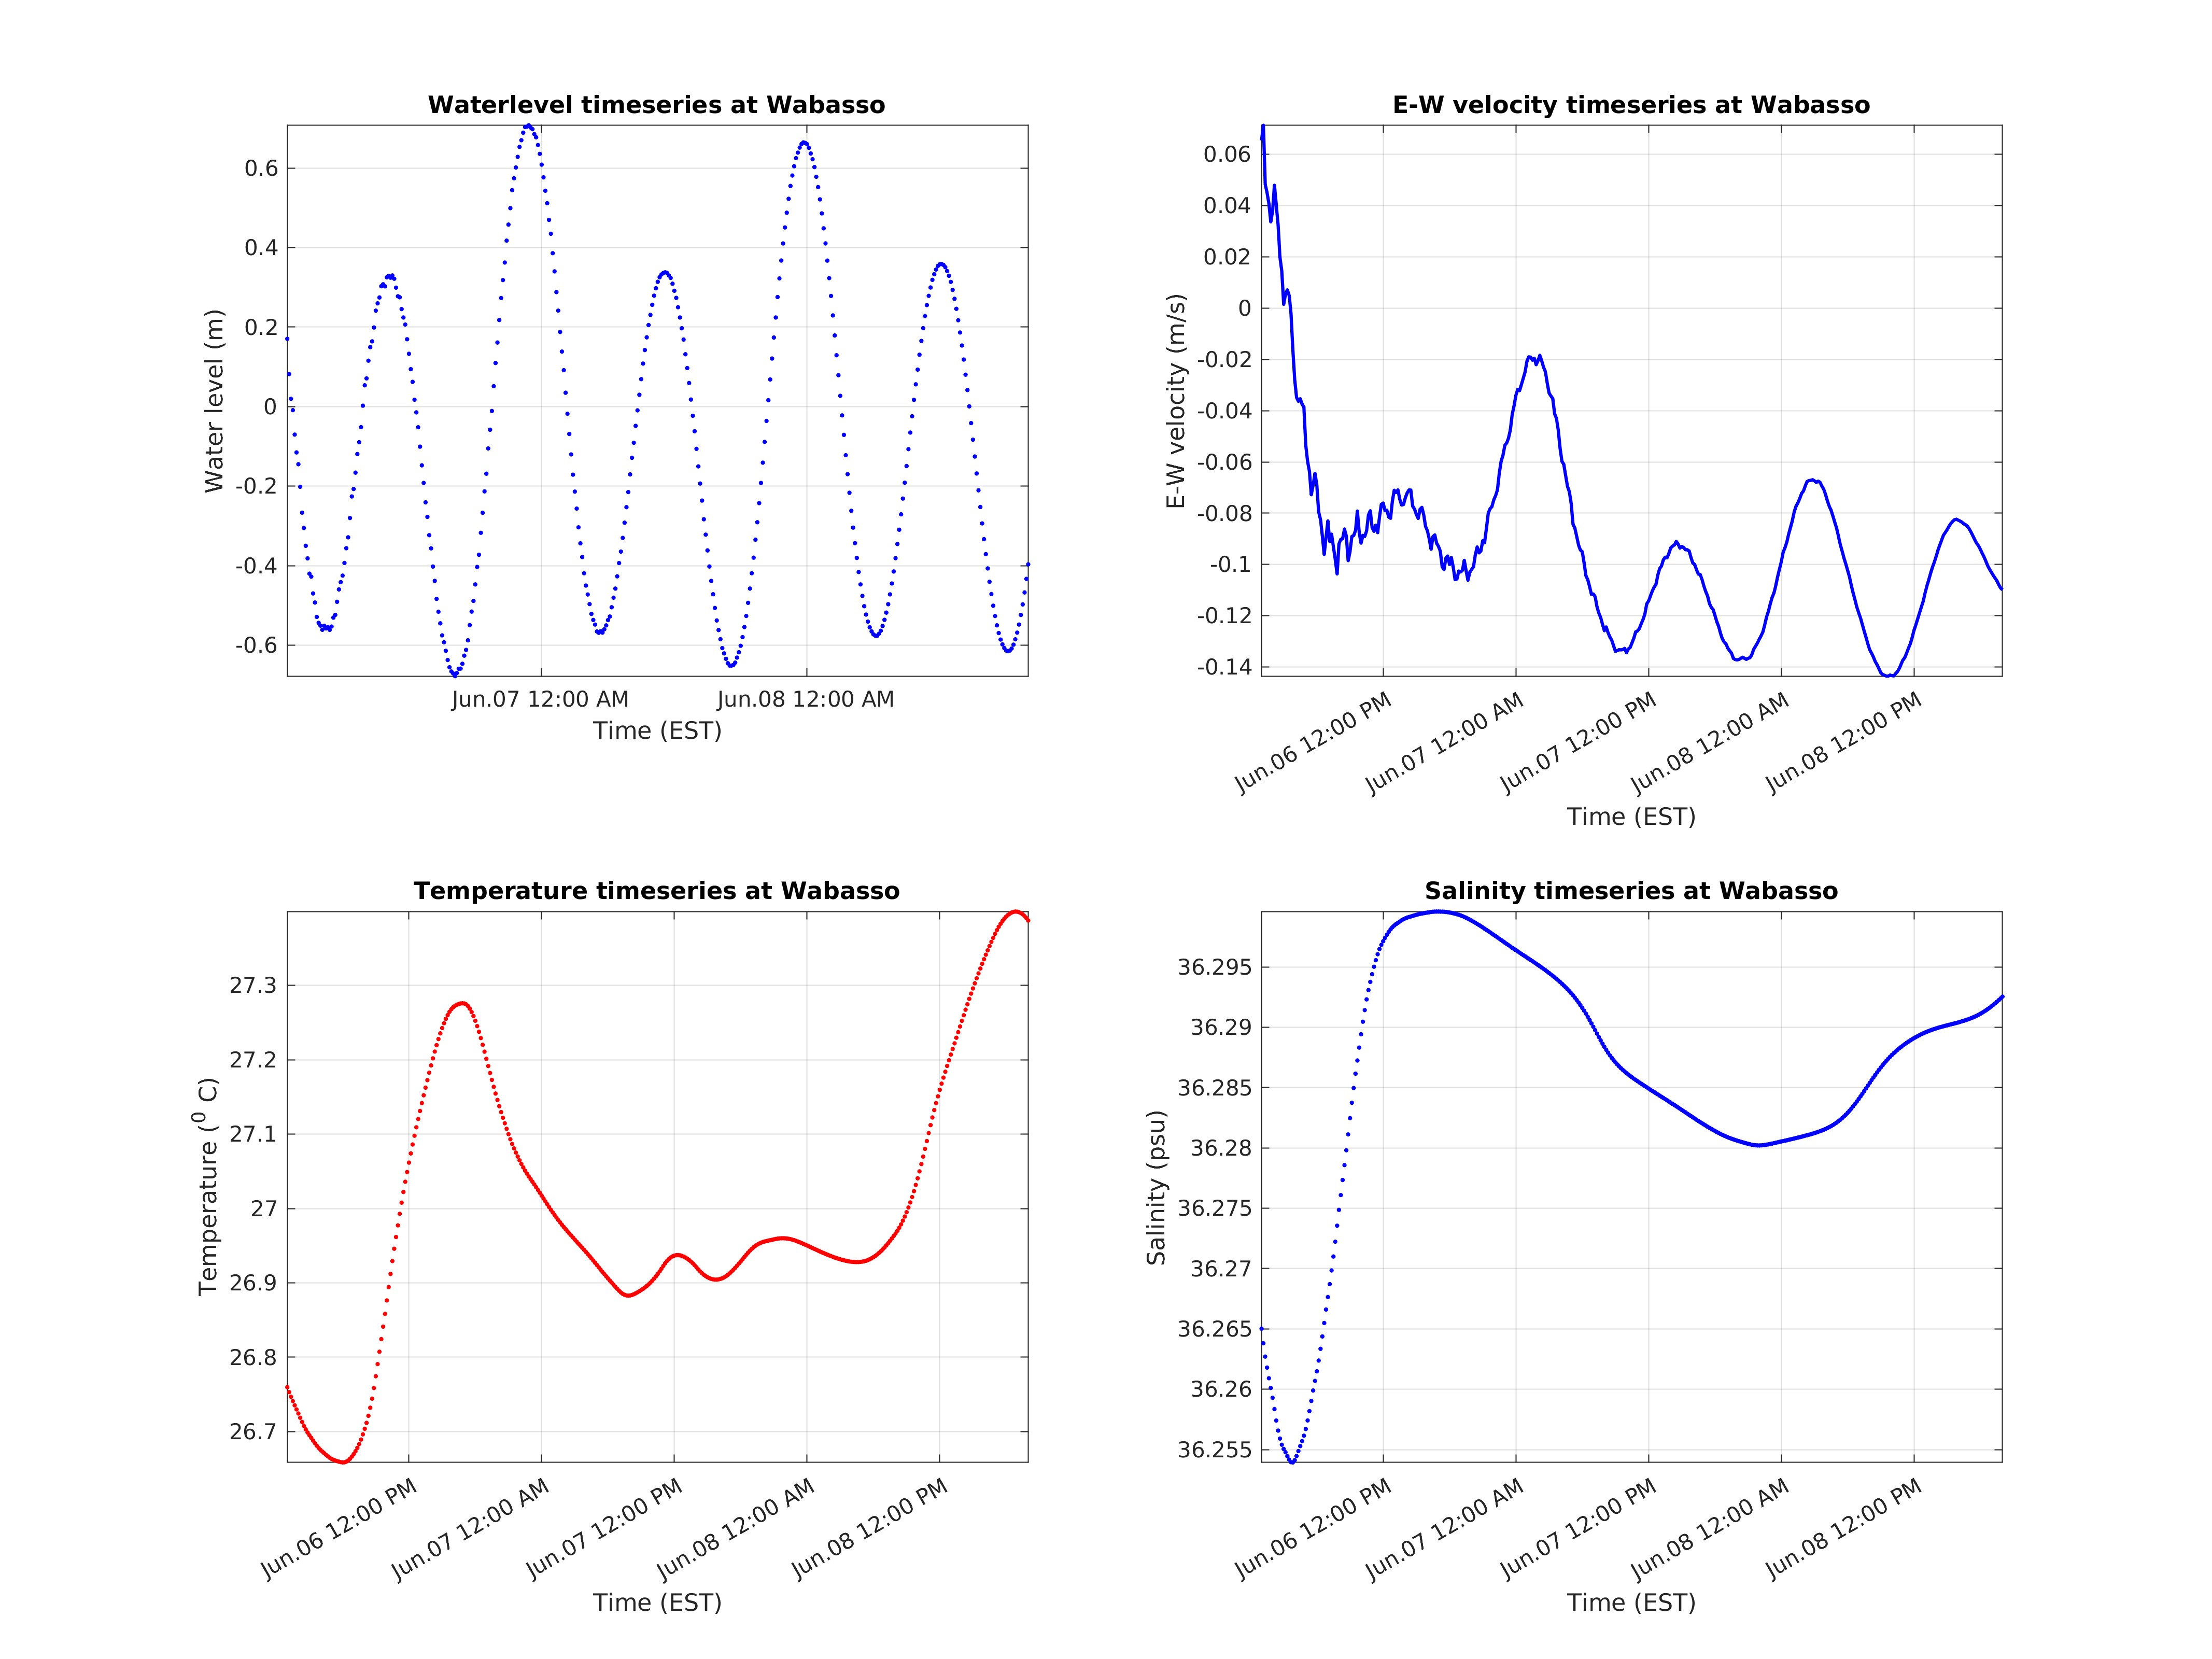 Waterlevel timeseries at Wabasso
0.6
0.4
0.2
0
-0.2
-0.4
-0.6
Water level (m)
Jun.07 12:00 AM
Jun.08 12:00 AM
Time (EST)
E-W velocity timeseries at Wabasso
0.06
0.04
0.02
0
-0.02
-0.04
-0.06
-0.08
-0.1
-0.12
-0.14
E-W velocity (m/s)
Jun.06 12:00 PM
Jun.07 12:00 AM
Jun.07 12:00 PM
Jun.08 12:00 AM
Jun.08 12:00 PM
Time (EST)
Temperature timeseries at Wabasso
27.3
27.2
27.1
27
26.9
26.8
26.7
Temperature (⁰ C)
Jun.06 12:00 PM
Jun.07 12:00 AM
Jun.07 12:00 PM
Jun.08 12:00 AM
Jun.08 12:00 PM
Time (EST)
Salinity timeseries at Wabasso
36.295
36.29
36.285
36.28
36.275
36.27
36.265
36.26
36.255
Salinity (psu)
Jun.06 12:00 PM
Jun.07 12:00 AM
Jun.07 12:00 PM
Jun.08 12:00 AM
Jun.08 12:00 PM
Time (EST)